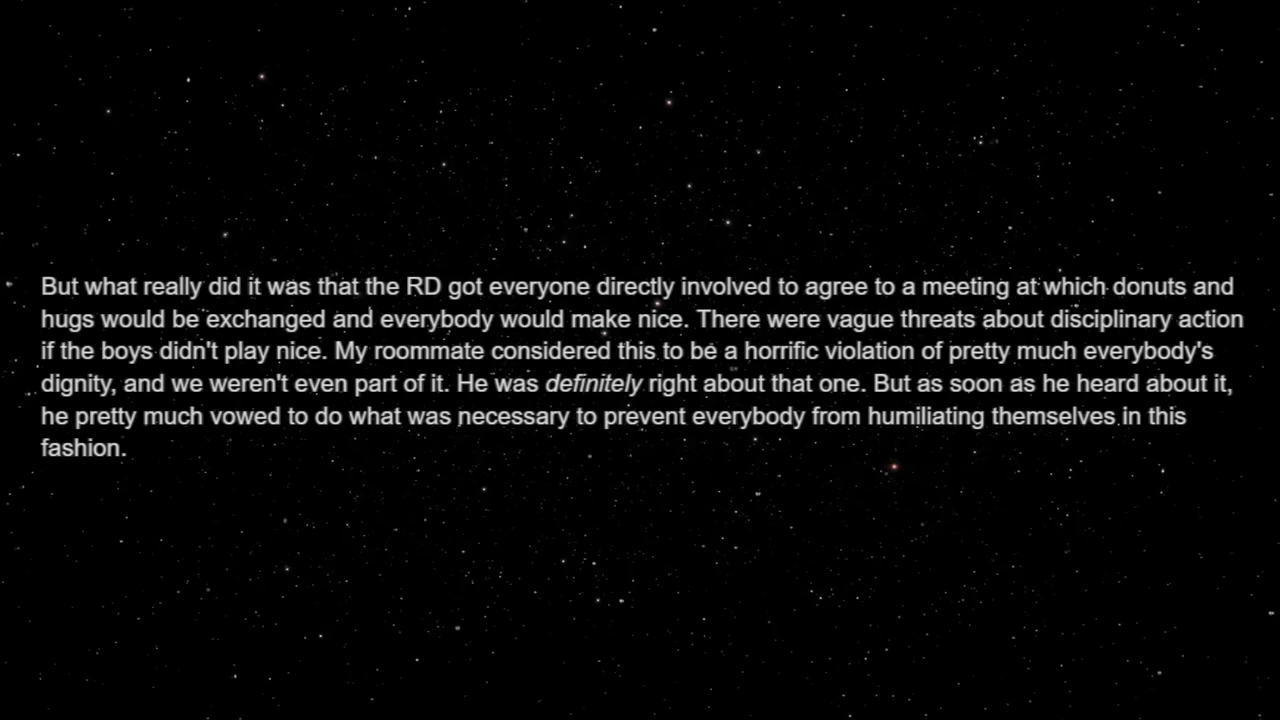 But what really did it was that the RD got everyone directly involved to agree to a meeting at which donuts and
hugs would be exchanged and everybody would make nice. There were vague threats about disciplinary action
if the boys didn't play nice. My roommate considered this to be a horrific violation of pretty much everybody's
dignity, and we weren't even part of it. He was definitely right about that one. But as soon as he heard about it,
he pretty much vowed to do what was necessary to prevent everybody from humiliating themselves in this
fashion.